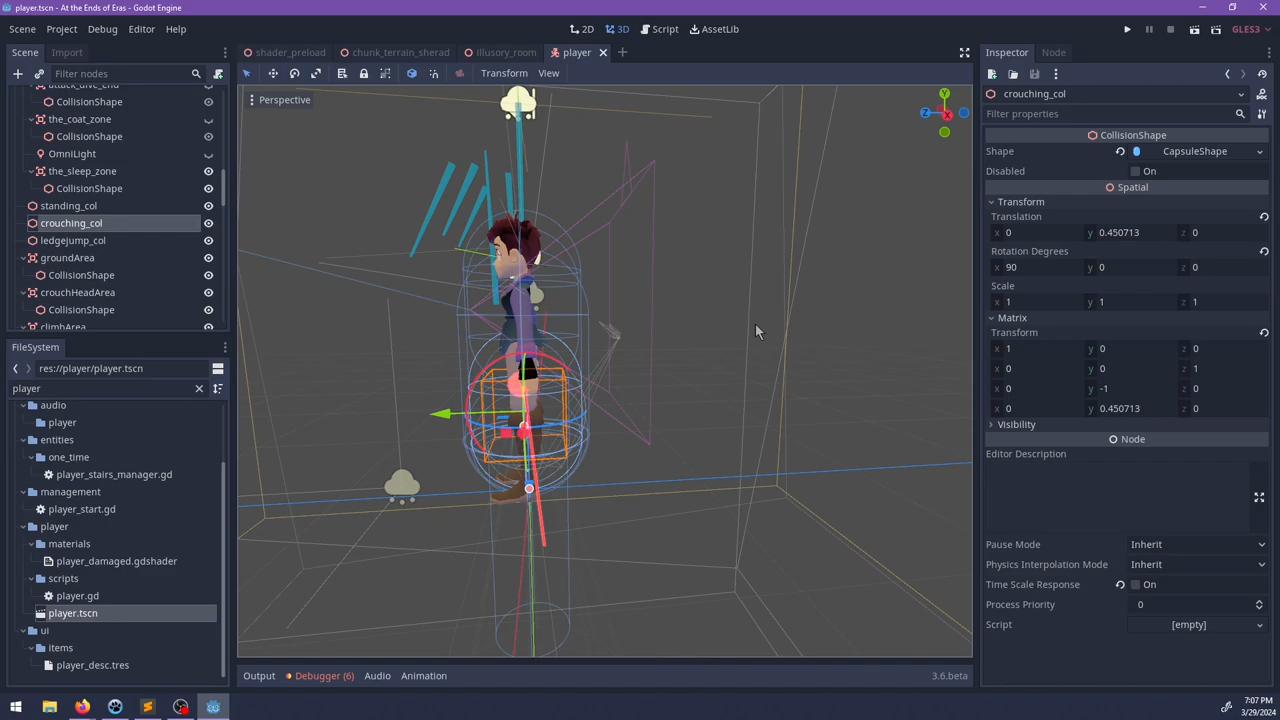 player.tscn - At the Ends of Eras - Godot Engine
Scene Project Debug Editor Help
2D 3D Script AssetLib
GLES3
Scene Import
Filter nodes
attack_dive_end
CollisionShape
the_coat_zone
CollisionShape
OmniLight
the_sleep_zone
CollisionShape
standing_col
crouching_col
ledgejump_col
groundArea
CollisionShape
crouchHeadArea
CollisionShape
climbArea
FileSystem
res://player/player.tscn
player
audio
player
entities
one_time
player_stairs_manager.gd
management
player_start.gd
player
materials
player_damaged.gdshader
scripts
player.gd
player.tscn
ui
items
player_desc.tres
shader_preload chunk_terrain_sherad Illusory_room player
Transform View
Perspective
Y
Z X
Output Debugger (6) Audio Animation 3.6.beta
Inspector Node
crouching_col
Filter properties
CollisionShape
Shape CapsuleShape
Disabled On
Spatial
Transform
Translation
x 0 y 0.450713 z 0
Rotation Degrees
x 90 y 0 z 0
Scale
x 1 y 1 z 1
Matrix
Transform
x 1 y 0 z 0
x 0 y 0 z 1
x 0 y -1 z 0
x 0 y 0.450713 z 0
Visibility
Node
Editor Description
Pause Mode Inherit
Physics Interpolation Mode Inherit
Time Scale Response On
Process Priority 0
Script [empty]
7:07 PM
3/29/2024